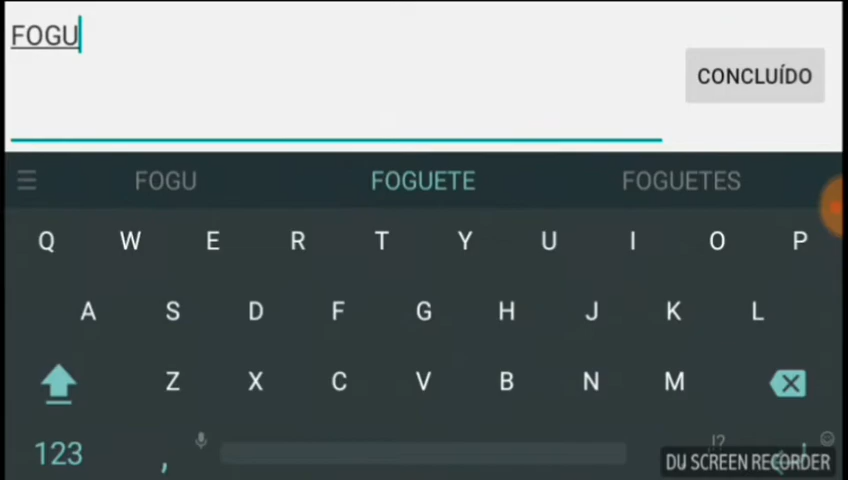 FOGU
CONCLUÍDO
FOGU FOGUETE FOGUETES
Q W E R T Y U I O P
A S D F G H J K L
Z X C V B N M
!?
123 ,
DU SCREEN RECORDER